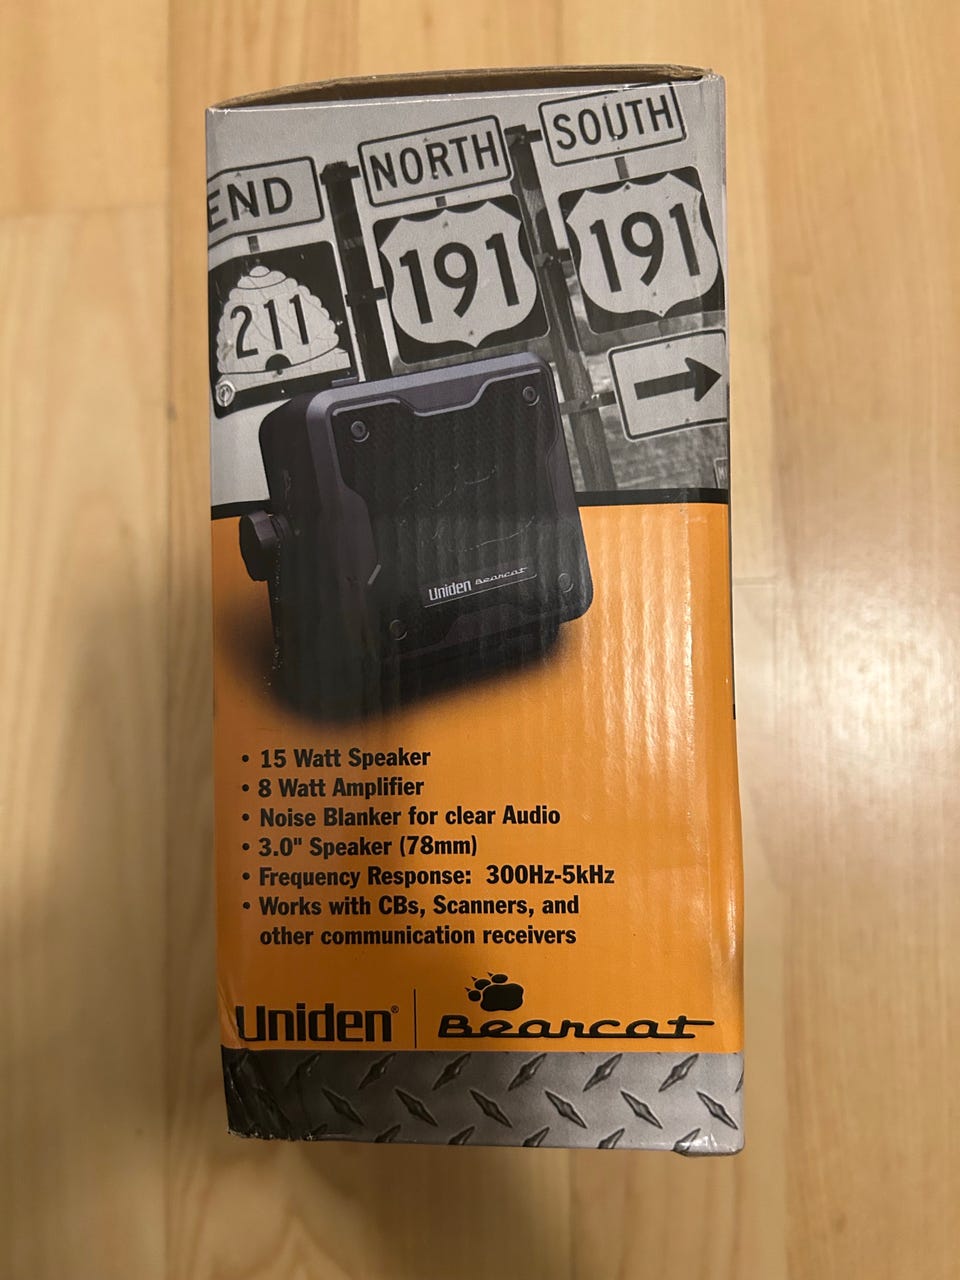 END
NORTH
SOUTH
211
191
191
Uniden Bearcat
• 15 Watt Speaker
• 8 Watt Amplifier
• Noise Blanker for clear Audio
• 3.0" Speaker (78mm)
• Frequency Response: 300Hz-5kHz
• Works with CBs, Scanners, and
other communication receivers
Uniden® | Bearcat